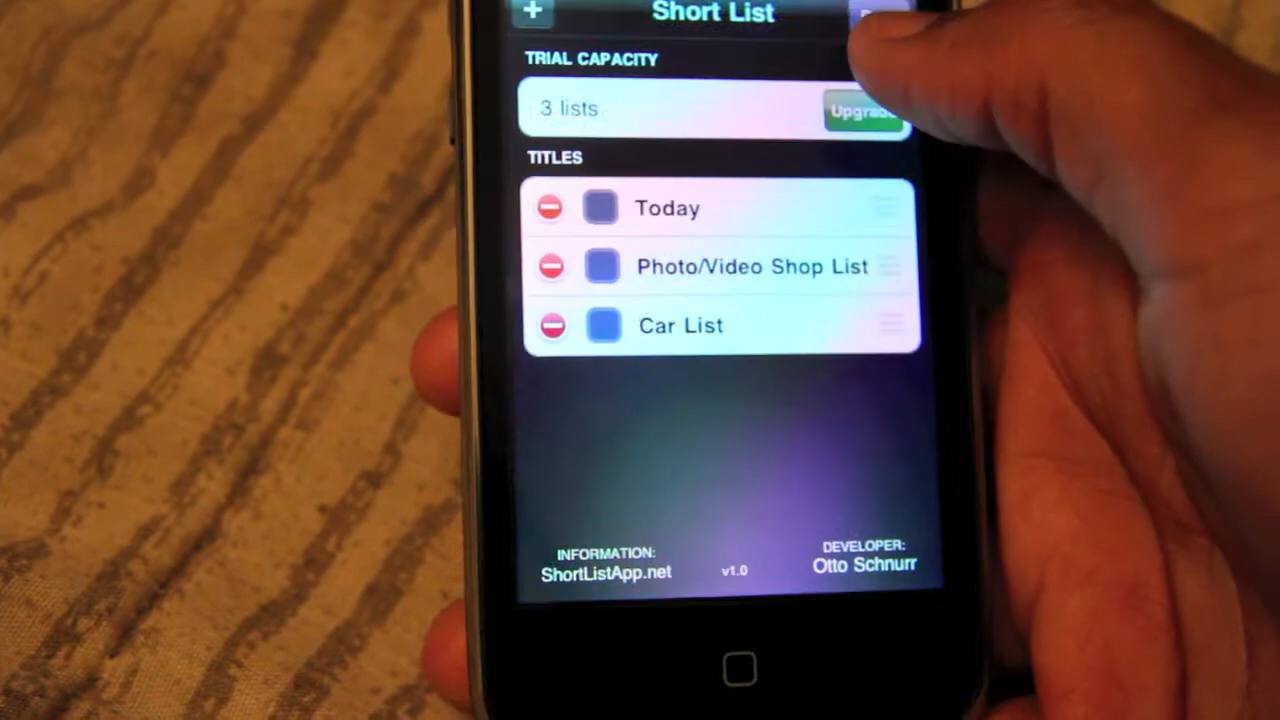 +
Short List
TRIAL CAPACITY
3 lists
TITLES
Today
Photo/Video Shop List
Car List
INFORMATION:
ShortListApp.net
v1.0
DEVELOPER:
Otto Schnurr